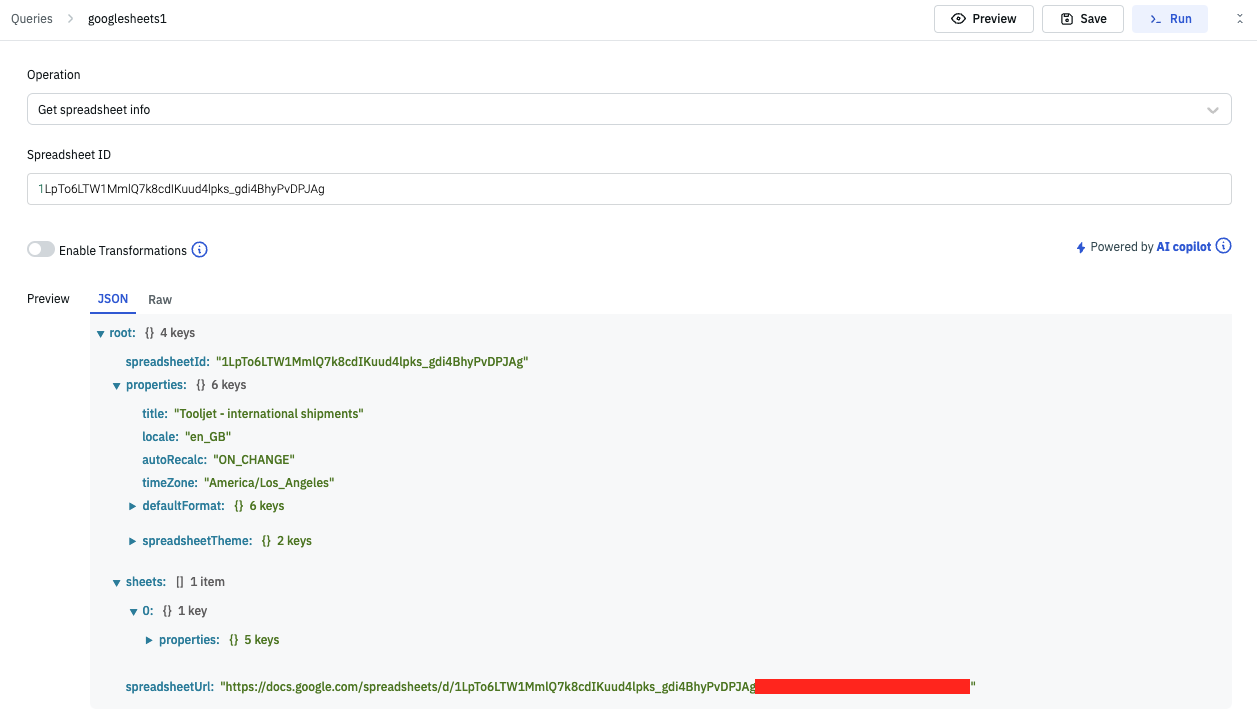 Queries > googlesheets1 Preview Save Run
Operation
Get spreadsheet info
Spreadsheet ID
1LpTo6LTW1MmlQ7k8cdIKuud4lpks_gdi4BhyPvDPJAg
Enable Transformations Powered by AI copilot
Preview JSON Raw
root: {} 4 keys
spreadsheetId: "1LpTo6LTW1MmlQ7k8cdIKuud4lpks_gdi4BhyPvDPJAg"
properties: {} 6 keys
title: "Tooljet - international shipments"
locale: "en_GB"
autoRecalc: "ON_CHANGE"
timeZone: "America/Los_Angeles"
defaultFormat: {} 6 keys
spreadsheetTheme: {} 2 keys
sheets: [] 1 item
0: {} 1 key
properties: {} 5 keys
spreadsheetUrl: "https://docs.google.com/spreadsheets/d/1LpTo6LTW1MmlQ7k8cdIKuud4lpks_gdi4BhyPvDPJAg"